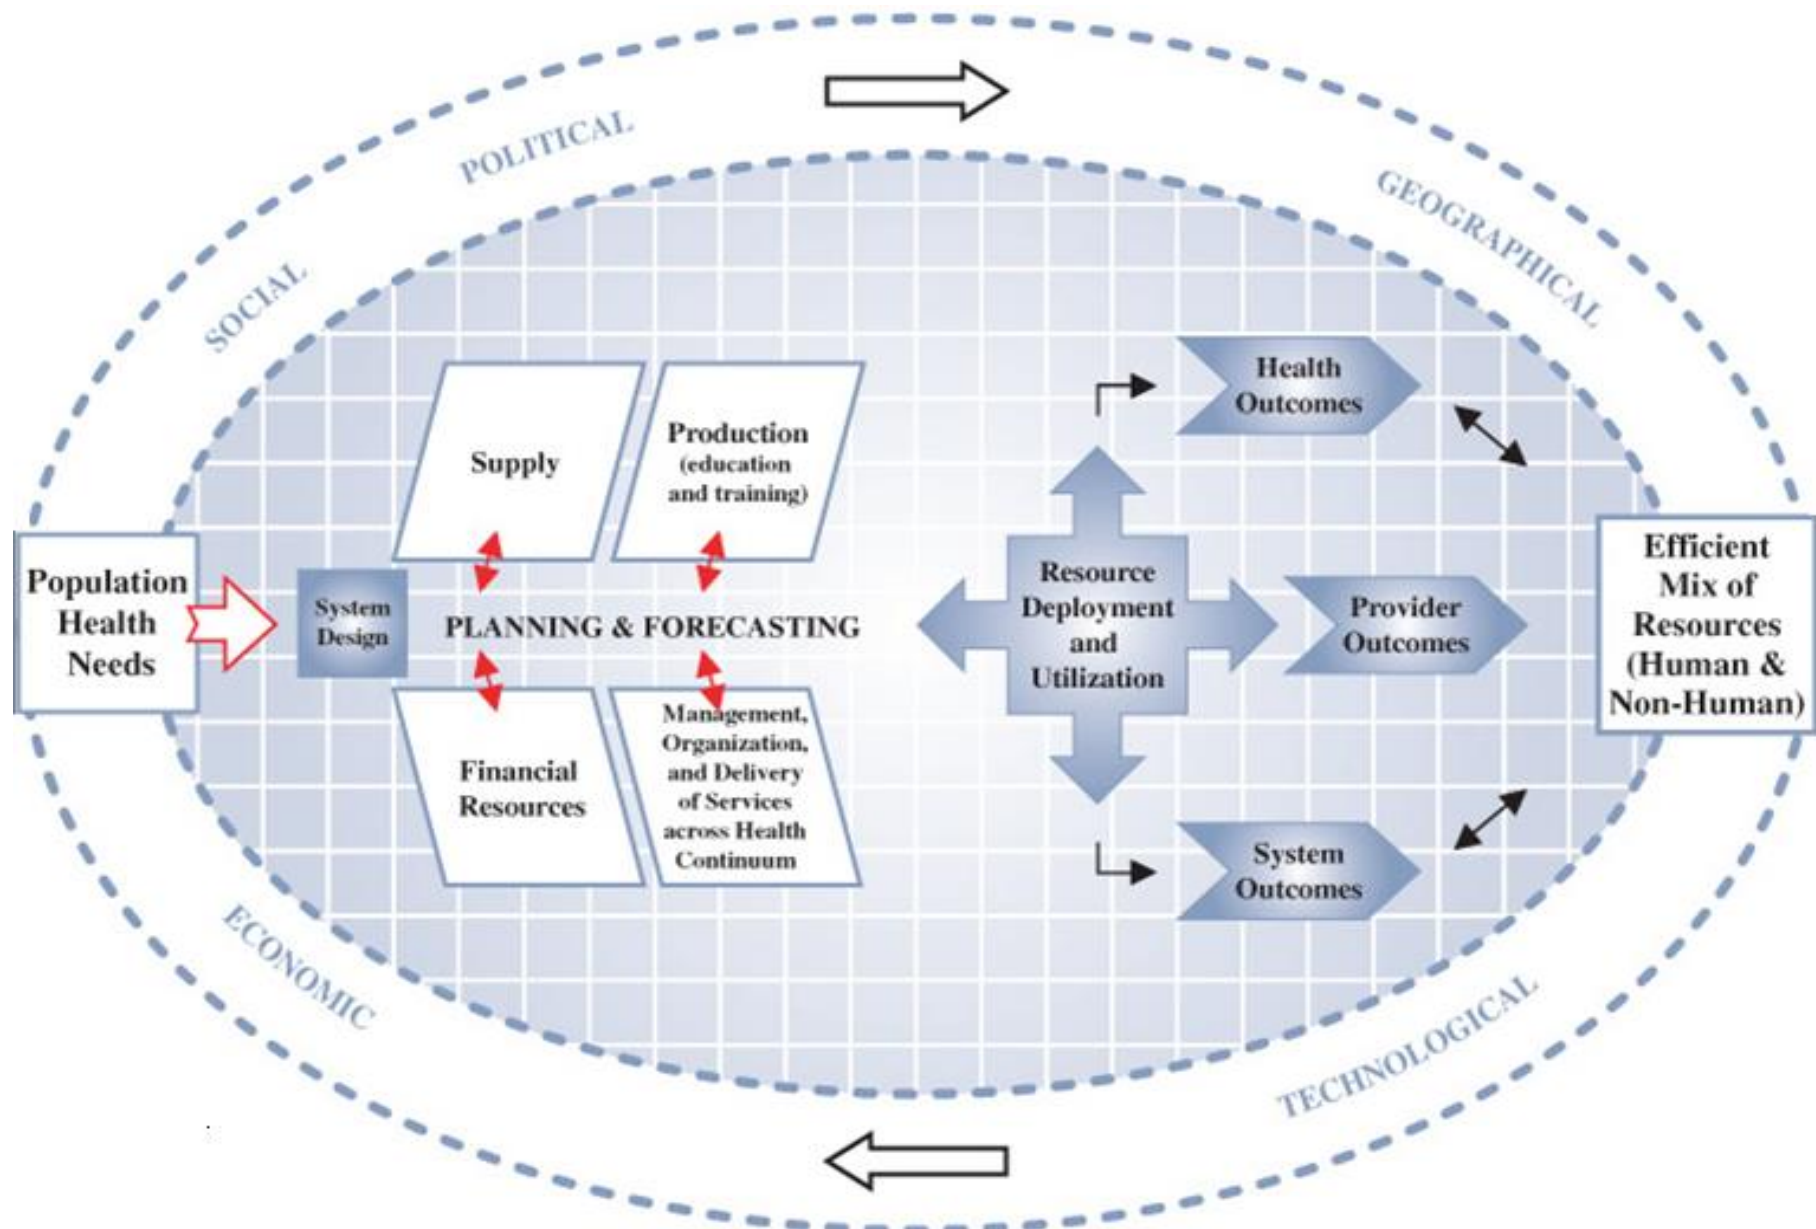 POLITICAL
SOCIAL
GEOGRAPHICAL
Population
Health
Needs
System
Design
Supply
Production
(education
and training)
PLANNING & FORECASTING
Financial
Resources
Management,
Organization,
and Delivery
of Services
across Health
Continuum
Resource
Deployment
and
Utilization
Health
Outcomes
Provider
Outcomes
System
Outcomes
Efficient
Mix of
Resources
(Human &
Non-Human)
ECONOMIC
TECHNOLOGICAL